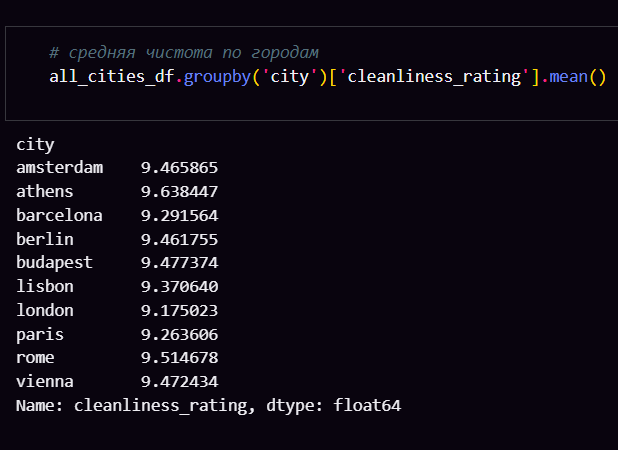 # средняя чистота по городам
all_cities_df.groupby('city')['cleanliness_rating'].mean()
city
amsterdam    9.465865
athens       9.638447
barcelona    9.291564
berlin       9.461755
budapest     9.477374
lisbon       9.370640
london       9.175023
paris        9.263606
rome         9.514678
vienna       9.472434
Name: cleanliness_rating, dtype: float64